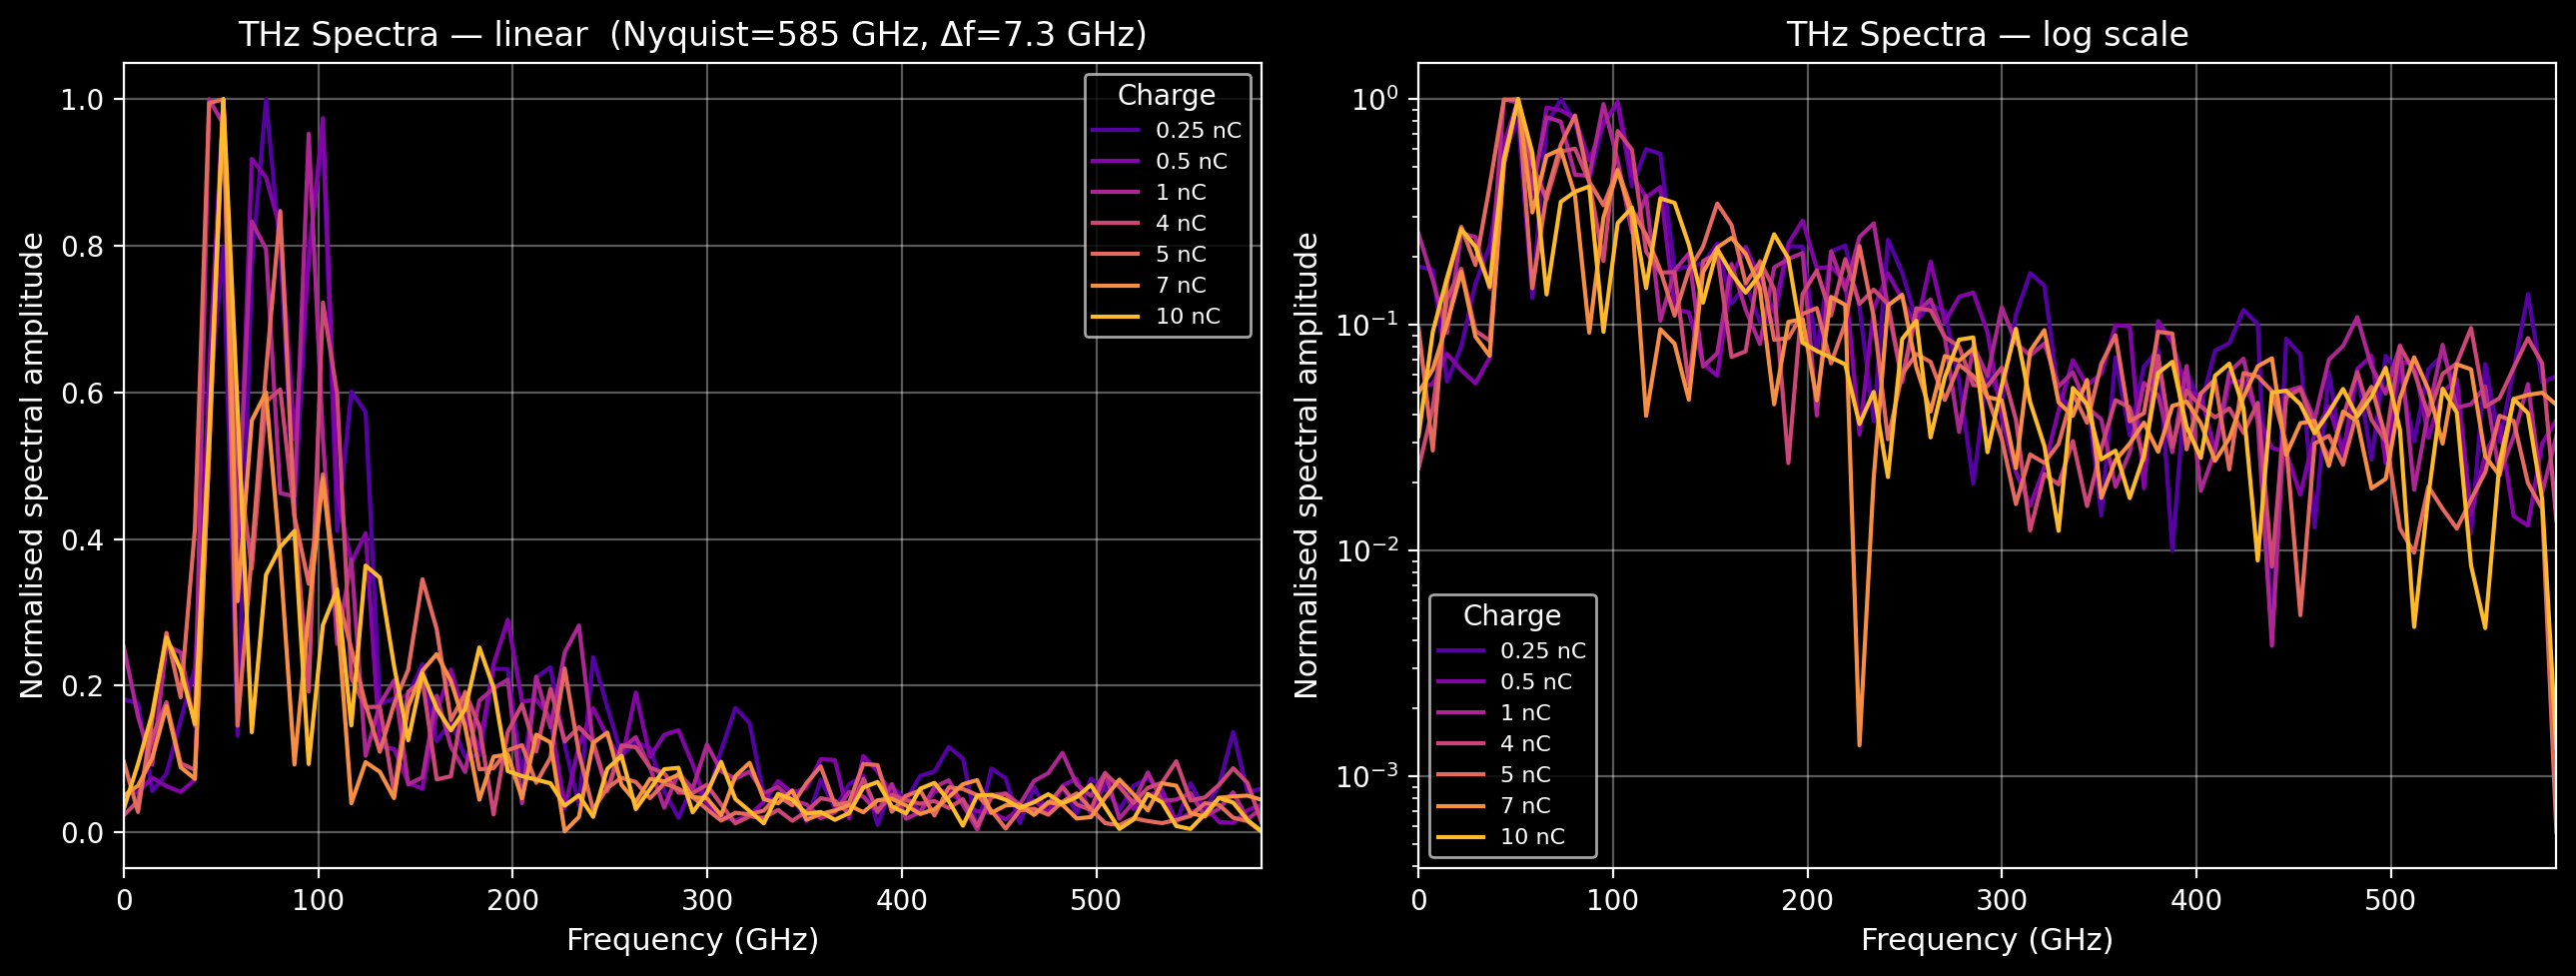 THz Spectra — linear  (Nyquist=585 GHz, Δf=7.3 GHz)
Normalised spectral amplitude
1.0
0.8
0.6
0.4
0.2
0.0
0 100 200 300 400 500
Frequency (GHz)
Charge
0.25 nC
0.5 nC
1 nC
4 nC
5 nC
7 nC
10 nC
THz Spectra — log scale
Normalised spectral amplitude
10⁰
10⁻¹
10⁻²
10⁻³
0 100 200 300 400 500
Frequency (GHz)
Charge
0.25 nC
0.5 nC
1 nC
4 nC
5 nC
7 nC
10 nC